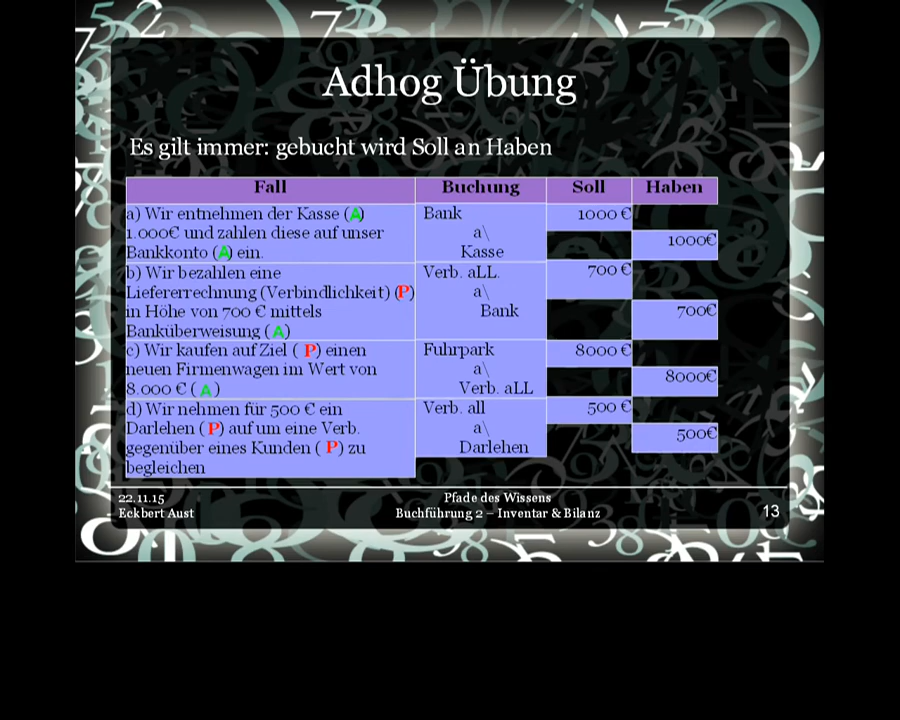 Adhog Übung
Es gilt immer: gebucht wird Soll an Haben
Fall Buchung Soll Haben
a) Wir entnehmen der Kasse (A)
1.000€ und zahlen diese auf unser
Bankkonto (A) ein.
Bank
a\
Kasse
1000 €
1000€
b) Wir bezahlen eine
Liefererrechnung (Verbindlichkeit) (P)
in Höhe von 700 € mittels
Banküberweisung (A)
Verb. aLL.
a\
Bank
700 €
700€
c) Wir kaufen auf Ziel ( P) einen
neuen Firmenwagen im Wert von
8.000 € ( A )
Fuhrpark
a\
Verb. aLL
8000 €
8000€
d) Wir nehmen für 500 € ein
Darlehen ( P) auf um eine Verb.
gegenüber eines Kunden ( P) zu
begleichen
Verb. all
a\
Darlehen
500 €
500€
22.11.15
Eckbert Aust
Pfade des Wissens
Buchführung 2 – Inventar & Bilanz
13